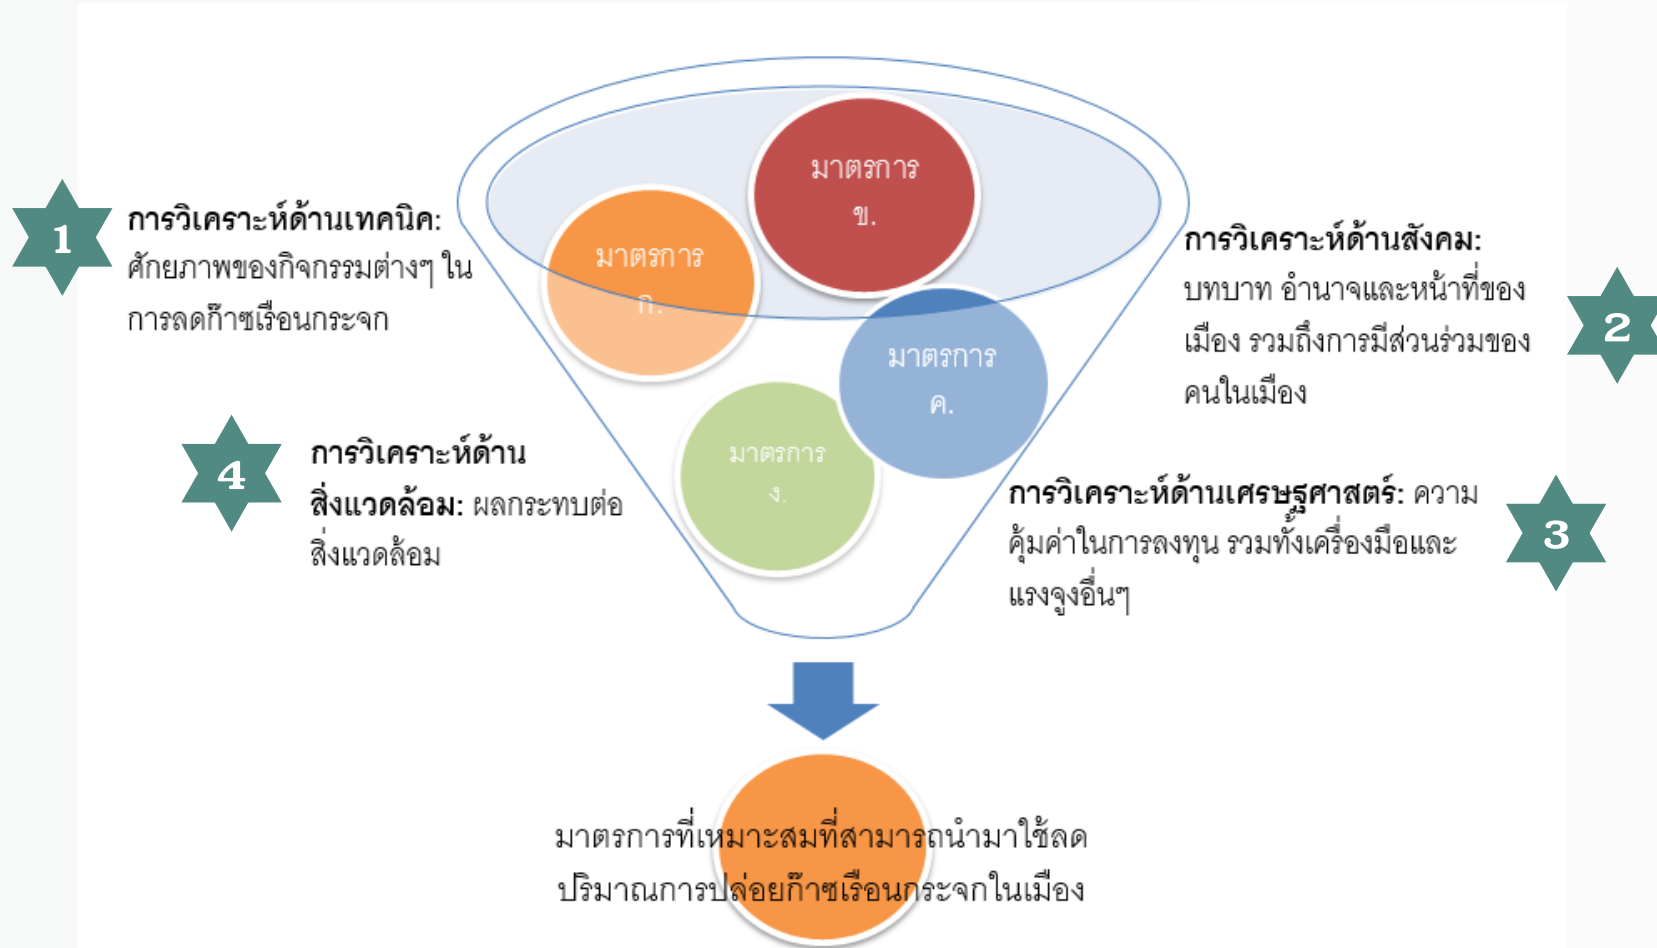 มาตรการ
ข.
มาตรการ
ก.
มาตรการ
ค.
มาตรการ
ง.
1
การวิเคราะห์ด้านเทคนิค:
ศักยภาพของกิจกรรมต่างๆ ใน
การลดก๊าซเรือนกระจก
การวิเคราะห์ด้านสังคม:
บทบาท อำนาจและหน้าที่ของ
เมือง รวมถึงการมีส่วนร่วมของ
คนในเมือง
2
4
การวิเคราะห์ด้าน
สิ่งแวดล้อม: ผลกระทบต่อ
สิ่งแวดล้อม
การวิเคราะห์ด้านเศรษฐศาสตร์: ความ
คุ้มค่าในการลงทุน รวมทั้งเครื่องมือและ
แรงจูงอื่นๆ
3
มาตรการที่เหมาะสมที่สามารถนำมาใช้ลด
ปริมาณการปล่อยก๊าซเรือนกระจกในเมือง